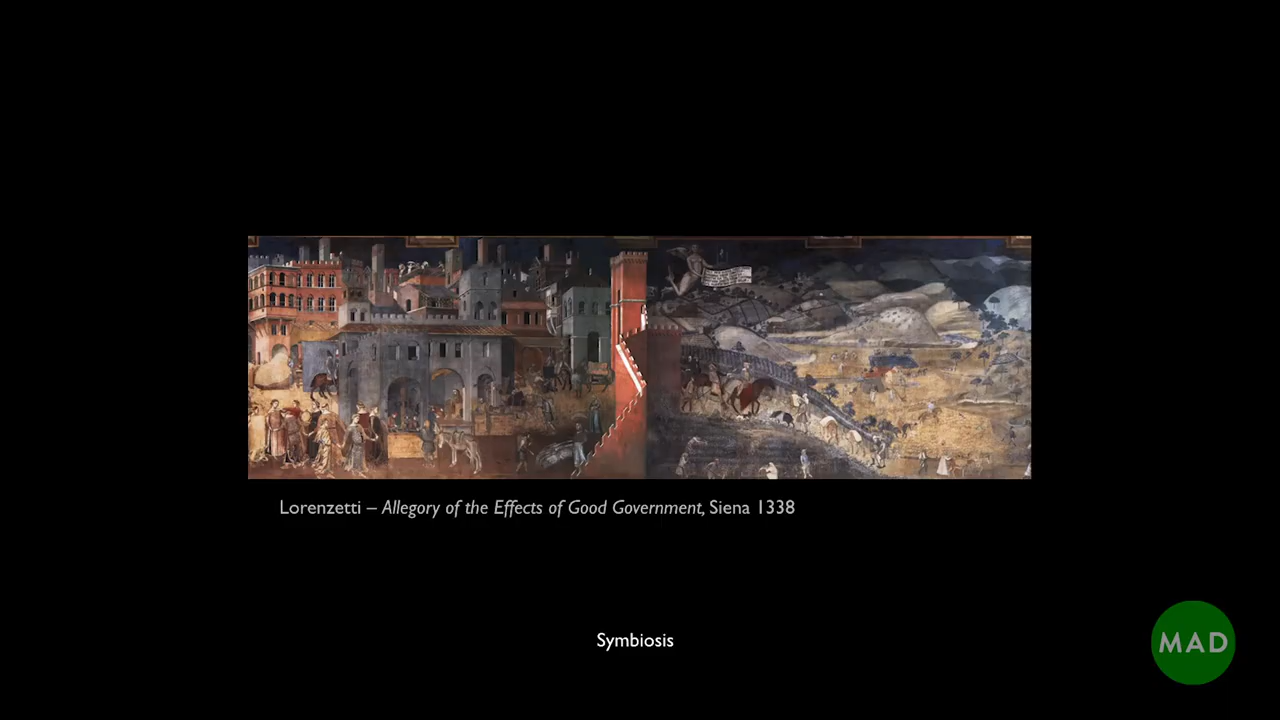 Lorenzetti – Allegory of the Effects of Good Government, Siena 1338
Symbiosis
MAD